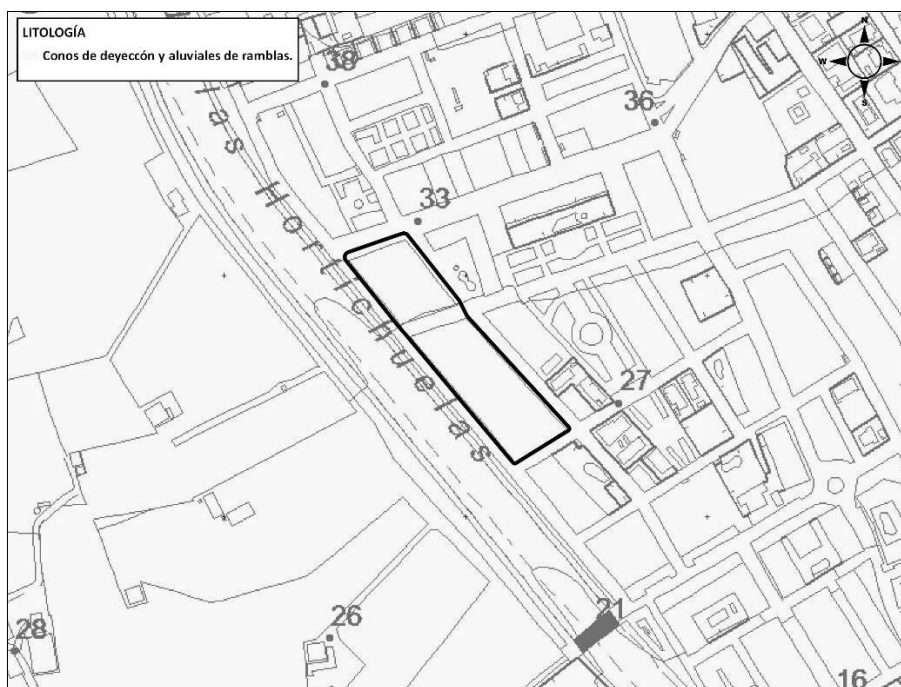 LITOLOGÍA
Conos de deyeccón y aluviales de ramblas.
N
W
S
38
36
las Hortichuelas
33
27
21
26
28
16